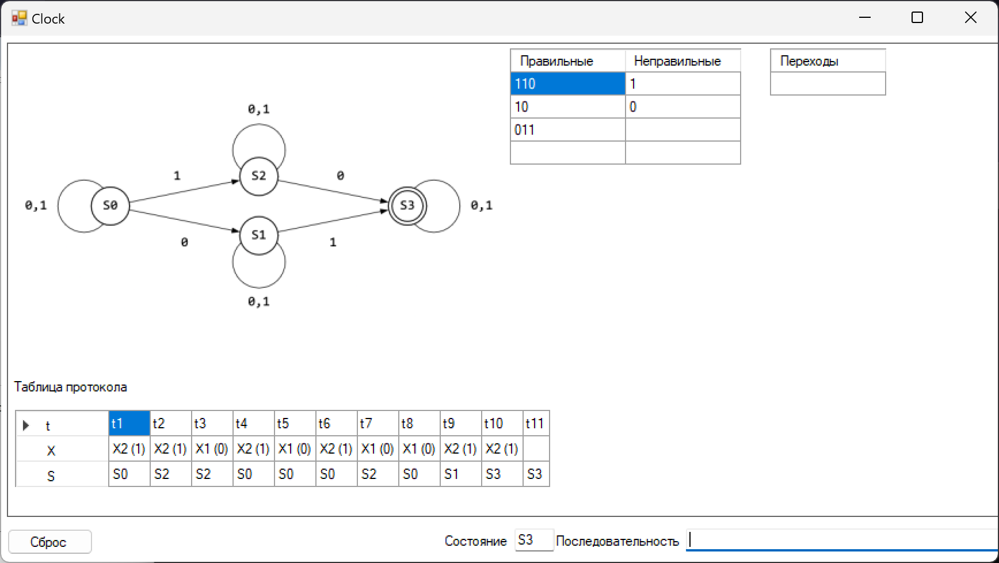 Clock
Правильные Неправильные Переходы
110 1
10 0
011
0,1
1 S2 0
0,1 S0 S3 0,1
0 S1 1
0,1
Таблица протокола
t t1 t2 t3 t4 t5 t6 t7 t8 t9 t10 t11
X X2 (1) X2 (1) X1 (0) X2 (1) X1 (0) X2 (1) X1 (0) X1 (0) X2 (1) X2 (1)
S S0 S2 S2 S0 S0 S0 S2 S0 S1 S3 S3
Сброс Состояние S3 Последовательность